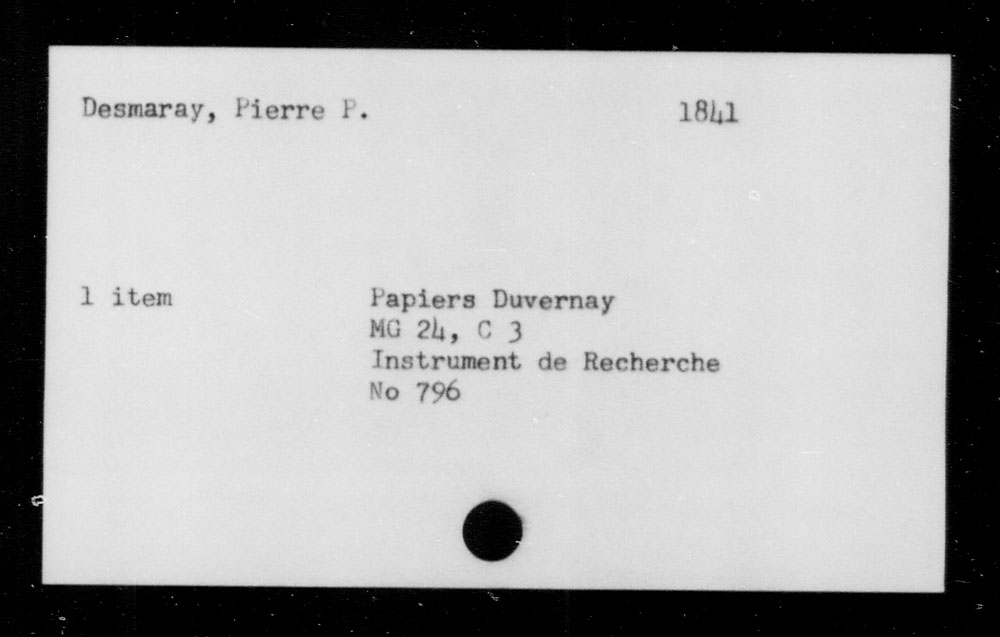 Desmaray, Pierre P. 1841
1 item Papiers Duvernay
MG 24, C 3
Instrument de Recherche
No 796